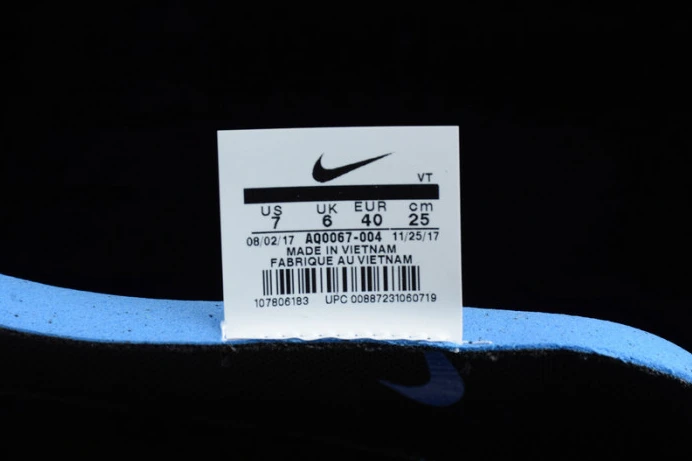 VT
US UK EUR cm
7 6 40 25
08/02/17 AQ0067-004 11/25/17
MADE IN VIETNAM
FABRIQUE AU VIETNAM
107806183 UPC 00887231060719